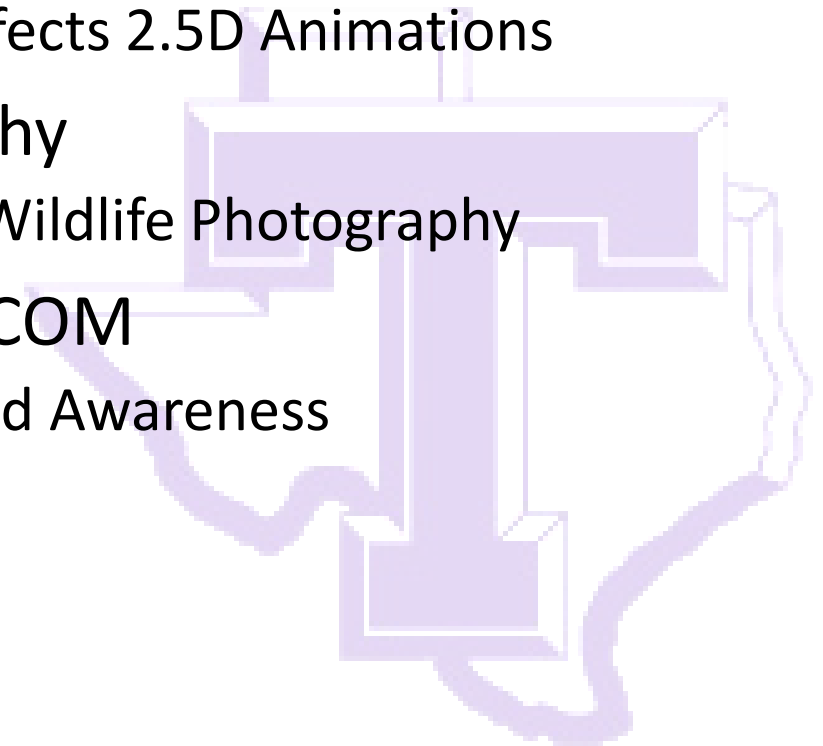 fects 2.5D Animations
hy
Wildlife Photography
COM
d Awareness